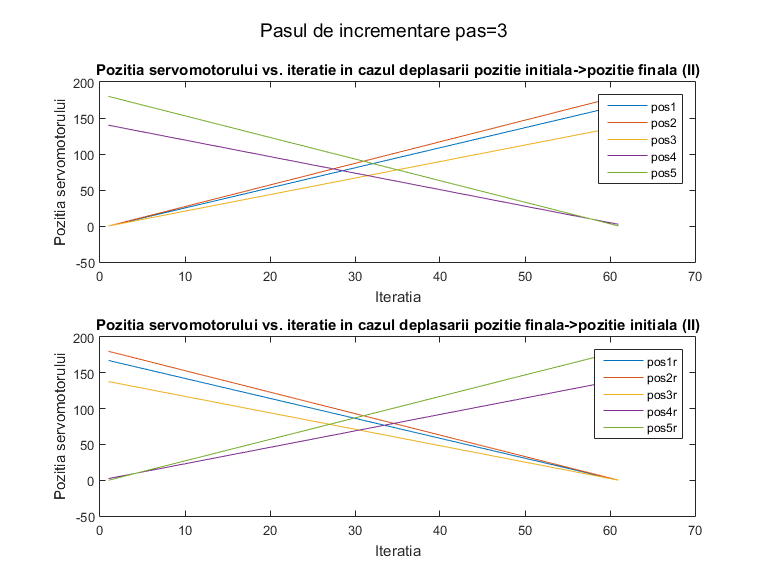 Pasul de incrementare pas=3
Pozitia servomotorului vs. iteratie in cazul deplasarii pozitie initiala->pozitie finala (II)
Pozitia servomotorului
200
150
100
50
0
-50
0 10 20 30 40 50 60 70
Iteratia
pos1
pos2
pos3
pos4
pos5
Pozitia servomotorului vs. iteratie in cazul deplasarii pozitie finala->pozitie initiala (II)
Pozitia servomotorului
200
150
100
50
0
-50
0 10 20 30 40 50 60 70
Iteratia
pos1r
pos2r
pos3r
pos4r
pos5r